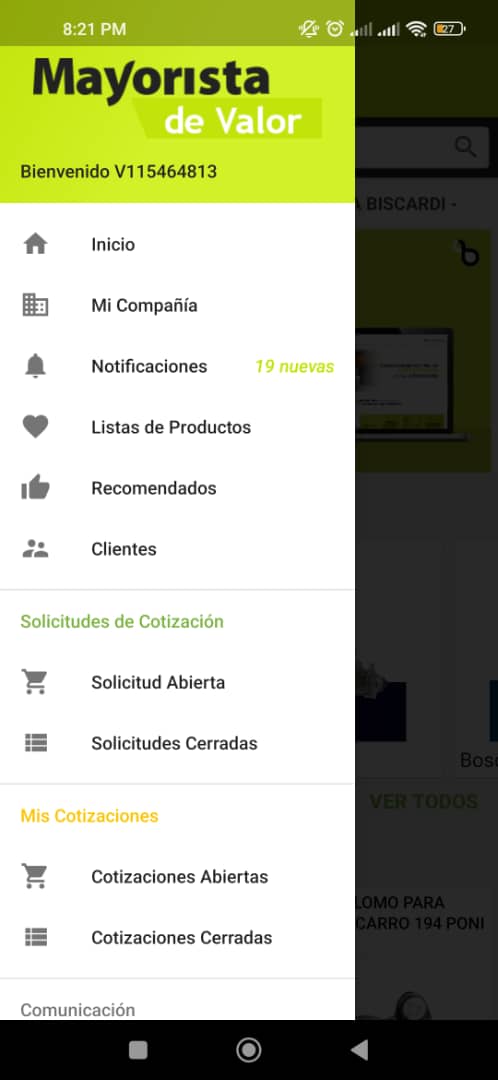 8:21 PM
27
Mayorista
de Valor
Bienvenido V115464813
BISCARDI -
Inicio
Mi Compañía
Notificaciones 19 nuevas
Listas de Productos
Recomendados
Clientes
Solicitudes de Cotización
Solicitud Abierta
Solicitudes Cerradas
Bosc
Mis Cotizaciones
VER TODOS
Cotizaciones Abiertas
LOMO PARA
CARRO 194 PONI
Cotizaciones Cerradas
Comunicación